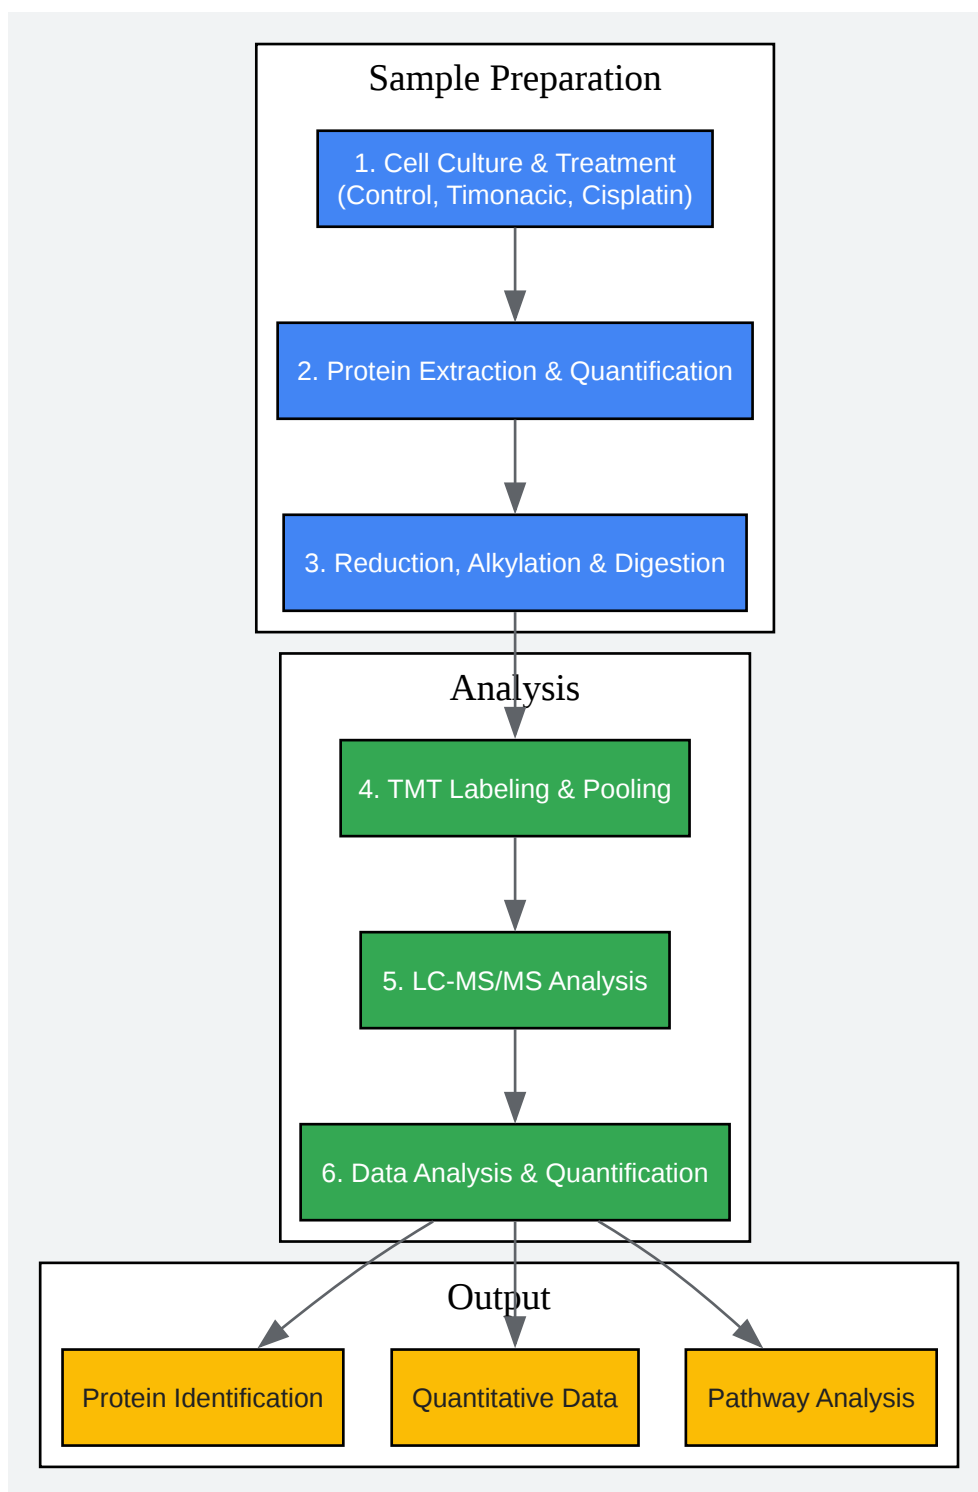 Sample Preparation
1. Cell Culture & Treatment
(Control, Timonacic, Cisplatin)
2. Protein Extraction & Quantification
3. Reduction, Alkylation & Digestion
Analysis
4. TMT Labeling & Pooling
5. LC-MS/MS Analysis
6. Data Analysis & Quantification
Output
Protein Identification
Quantitative Data
Pathway Analysis